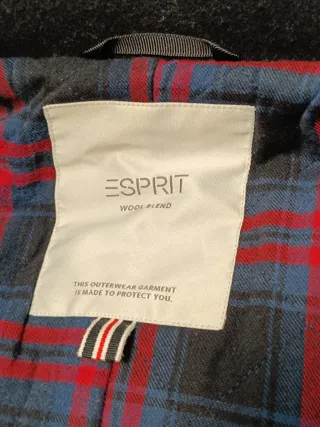 ESPRIT
WOOL BLEND
THIS OUTERWEAR GARMENT
IS MADE TO PROTECT YOU.